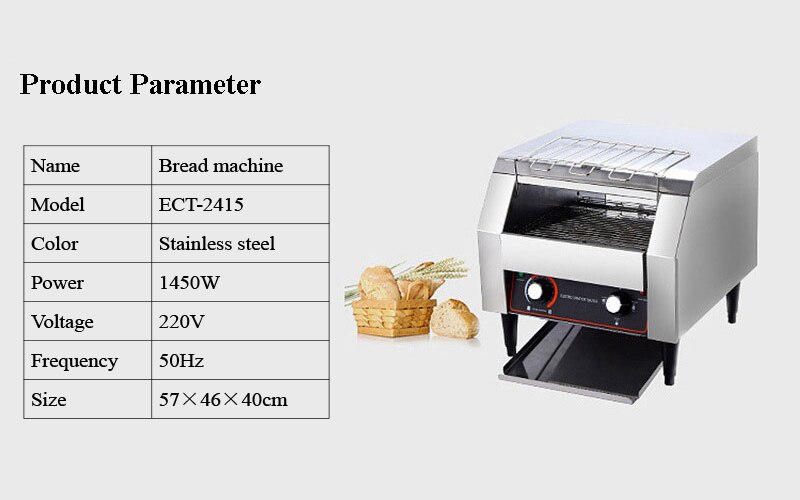 Product Parameter
Name Bread machine
Model ECT-2415
Color Stainless steel
Power 1450W
Voltage 220V
Frequency 50Hz
Size 57×46×40cm